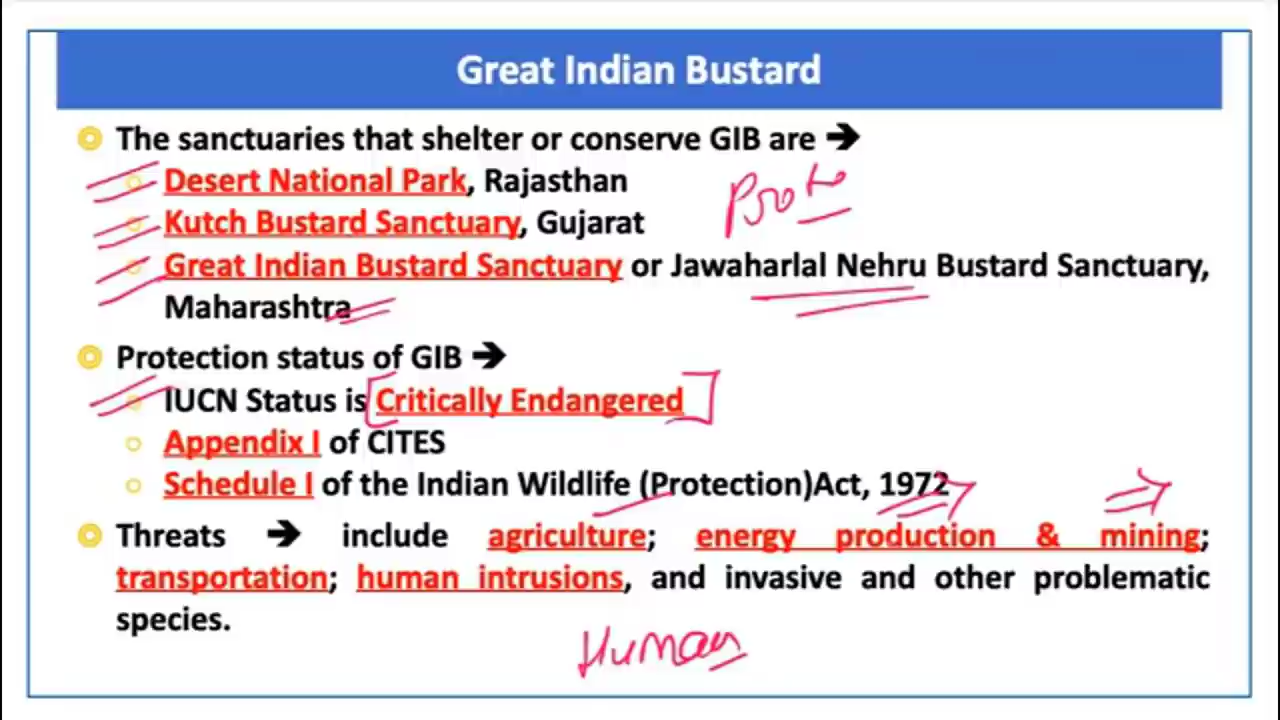 Great Indian Bustard
The sanctuaries that shelter or conserve GIB are ➔
Desert National Park, Rajasthan
Kutch Bustard Sanctuary, Gujarat
Great Indian Bustard Sanctuary or Jawaharlal Nehru Bustard Sanctuary,
Maharashtra
Protection status of GIB ➔
IUCN Status is Critically Endangered
Appendix I of CITES
Schedule I of the Indian Wildlife (Protection)Act, 1972
Threats ➔ include agriculture; energy production & mining;
transportation; human intrusions, and invasive and other problematic
species.
Human